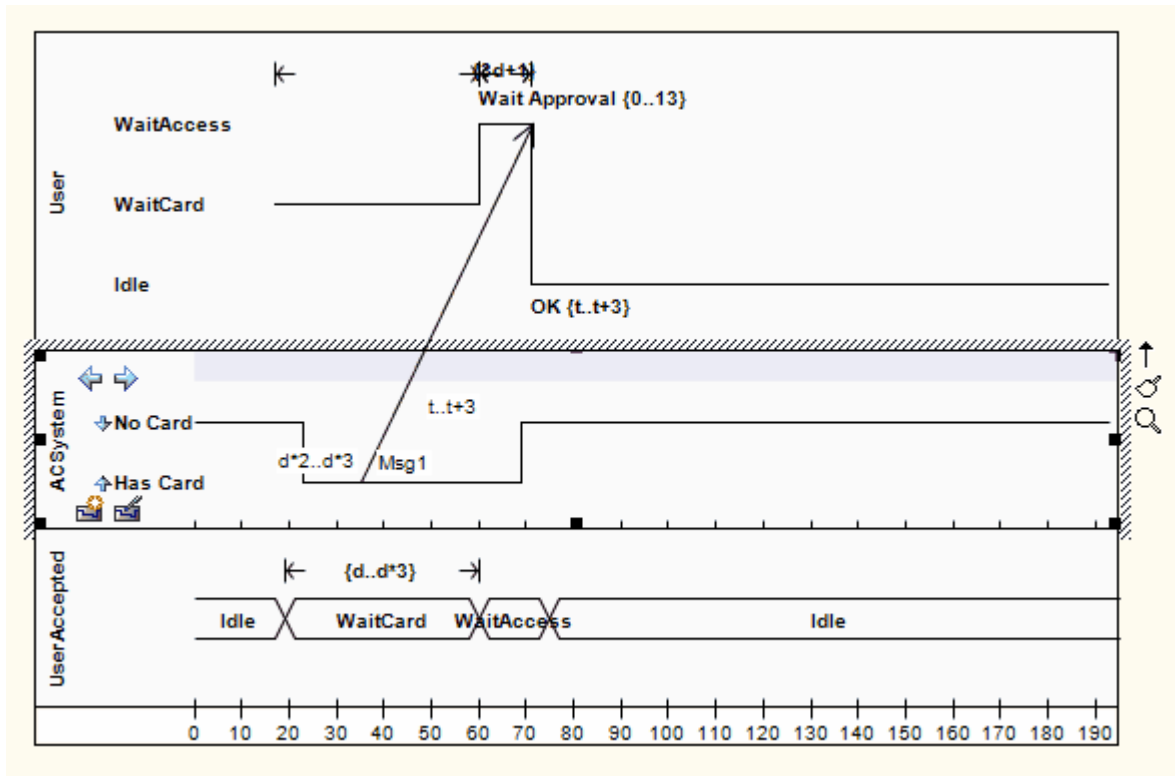 {3d+1}
Wait Approval {0..13}
WaitAccess
User
WaitCard
Idle
OK {t..t+3}
ACSystem
t..t+3
No Card
d*2..d*3
Msg1
Has Card
UserAccepted
{d..d*3}
Idle WaitCard WaitAccess Idle
0 10 20 30 40 50 60 70 80 90 100 110 120 130 140 150 160 170 180 190